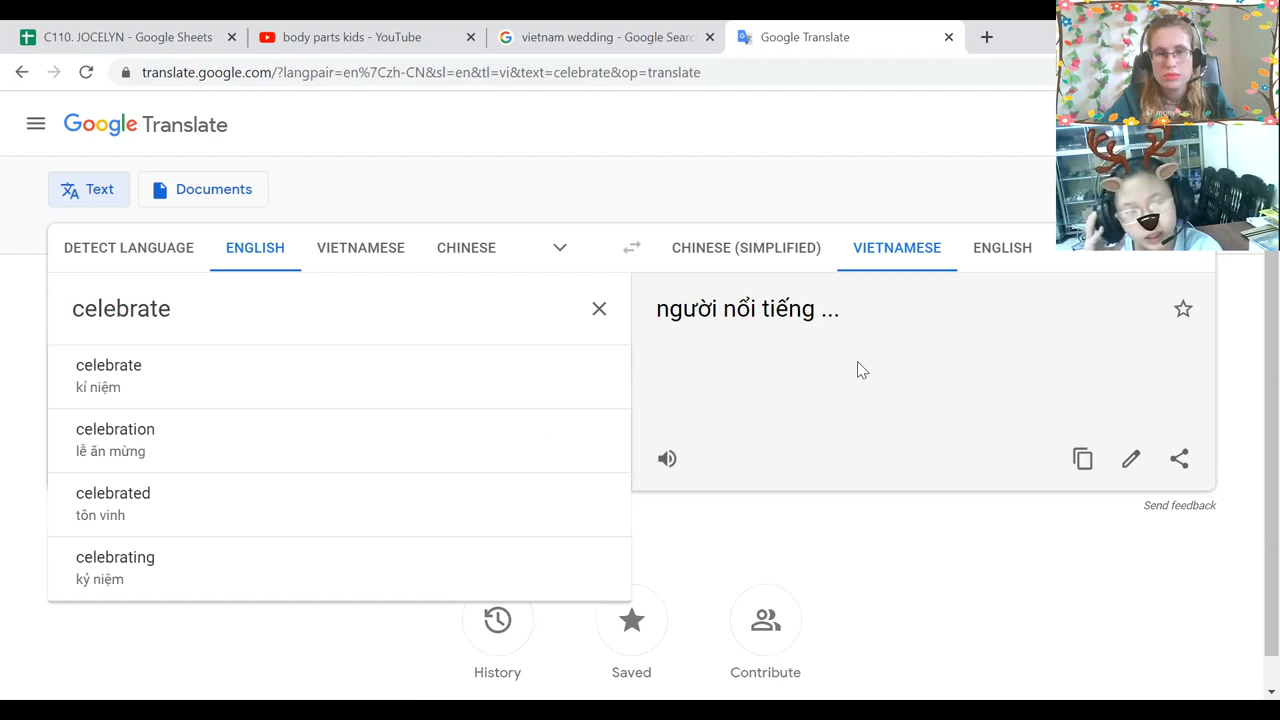 C110. JOCELYN - Google Sheets
body parts kids - YouTube
vietnam wedding - Google Searc
Google Translate
translate.google.com/?langpair=en%7Czh-CN&sl=en&tl=vi&text=celebrate&op=translate
Google Translate
Text
Documents
DETECT LANGUAGE
ENGLISH
VIETNAMESE
CHINESE
CHINESE (SIMPLIFIED)
VIETNAMESE
ENGLISH
celebrate
người nổi tiếng ...
celebrate
kỉ niệm
celebration
lễ ăn mừng
celebrated
tôn vinh
celebrating
kỷ niệm
Send feedback
History
Saved
Contribute